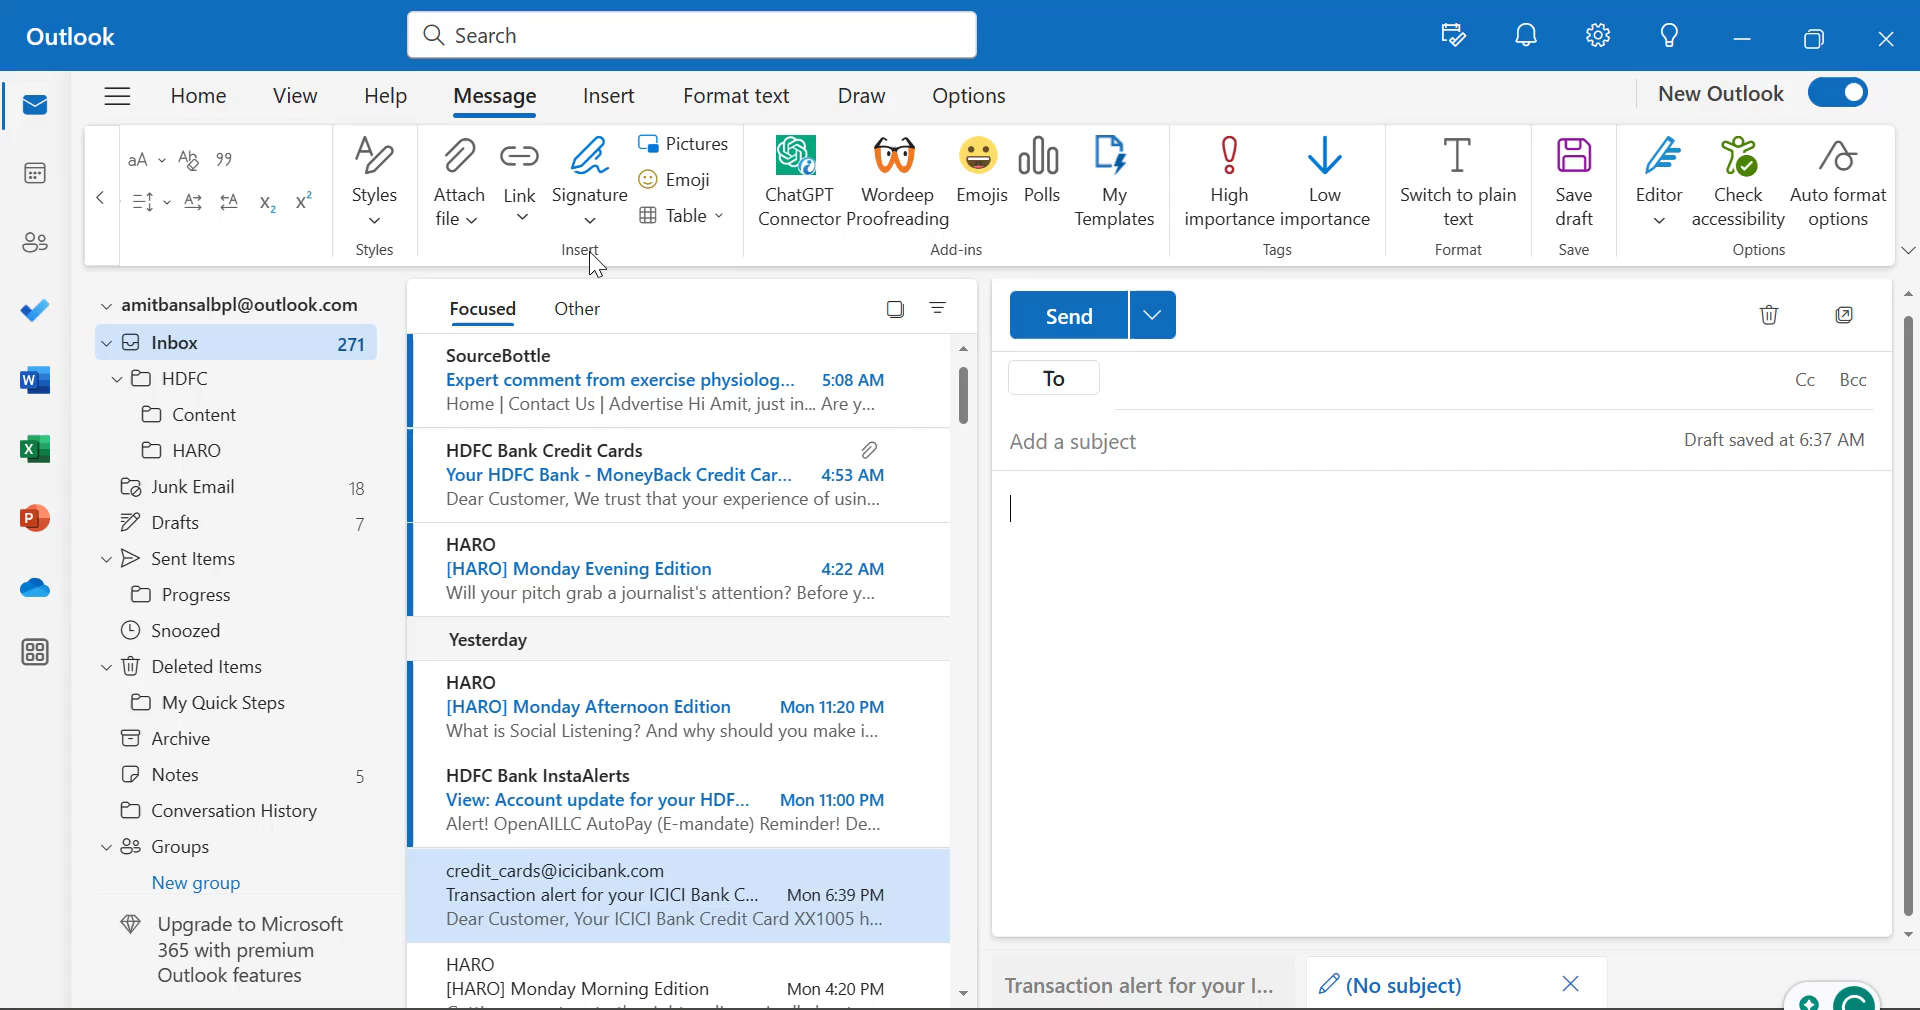 Outlook
Search
Home View Help Message Insert Format text Draw Options
New Outlook
Styles
Styles
Attach file
Link
Signature
Pictures
Emoji
Table
Insert
ChatGPT Connector
Wordeep Proofreading
Emojis
Polls
My Templates
Add-ins
High importance
Low importance
Tags
Switch to plain text
Format
Save draft
Save
Editor
Check accessibility
Auto format options
Options
amitbansalbpl@outlook.com
Inbox 271
HDFC
Content
HARO
Junk Email 18
Drafts 7
Sent Items
Progress
Snoozed
Deleted Items
My Quick Steps
Archive
Notes 5
Conversation History
Groups
New group
Upgrade to Microsoft
365 with premium
Outlook features
Focused Other
SourceBottle
Expert comment from exercise physiolog... 5:08 AM
Home | Contact Us | Advertise Hi Amit, just in... Are y...
HDFC Bank Credit Cards
Your HDFC Bank - MoneyBack Credit Car... 4:53 AM
Dear Customer, We trust that your experience of usin...
HARO
[HARO] Monday Evening Edition 4:22 AM
Will your pitch grab a journalist's attention? Before y...
Yesterday
HARO
[HARO] Monday Afternoon Edition Mon 11:20 PM
What is Social Listening? And why should you make i...
HDFC Bank InstaAlerts
View: Account update for your HDF... Mon 11:00 PM
Alert! OpenAILLC AutoPay (E-mandate) Reminder! De...
credit_cards@icicibank.com
Transaction alert for your ICICI Bank C... Mon 6:39 PM
Dear Customer, Your ICICI Bank Credit Card XX1005 h...
HARO
[HARO] Monday Morning Edition Mon 4:20 PM
Send
To Cc Bcc
Add a subject Draft saved at 6:37 AM
Transaction alert for your I...
(No subject)